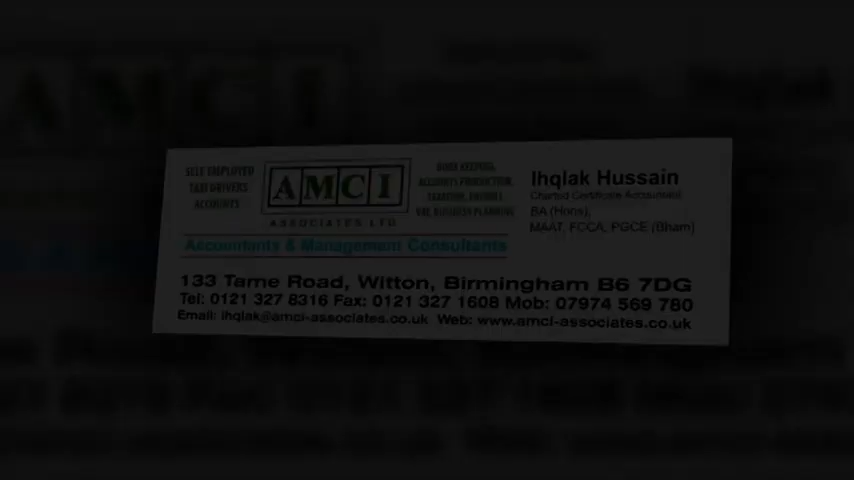 SELF EMPLOYED
TAXI DRIVERS
ACCOUNTS
AMCI
ASSOCIATES LTD
BOOK KEEPING,
ACCOUNTS PRODUCTION,
TAXATION, PAYROLL
VAT, BUSINESS PLANNING
Accountants & Management Consultants
Ihqlak Hussain
Charted Certificate Accountant
BA (Hons),
MAAT, FCCA, PGCE (Bham)
133 Tame Road, Witton, Birmingham B6 7DG
Tel: 0121 327 8316 Fax: 0121 327 1608 Mob: 07974 569 780
Email: ihqlak@amci-associates.co.uk Web: www.amci-associates.co.uk